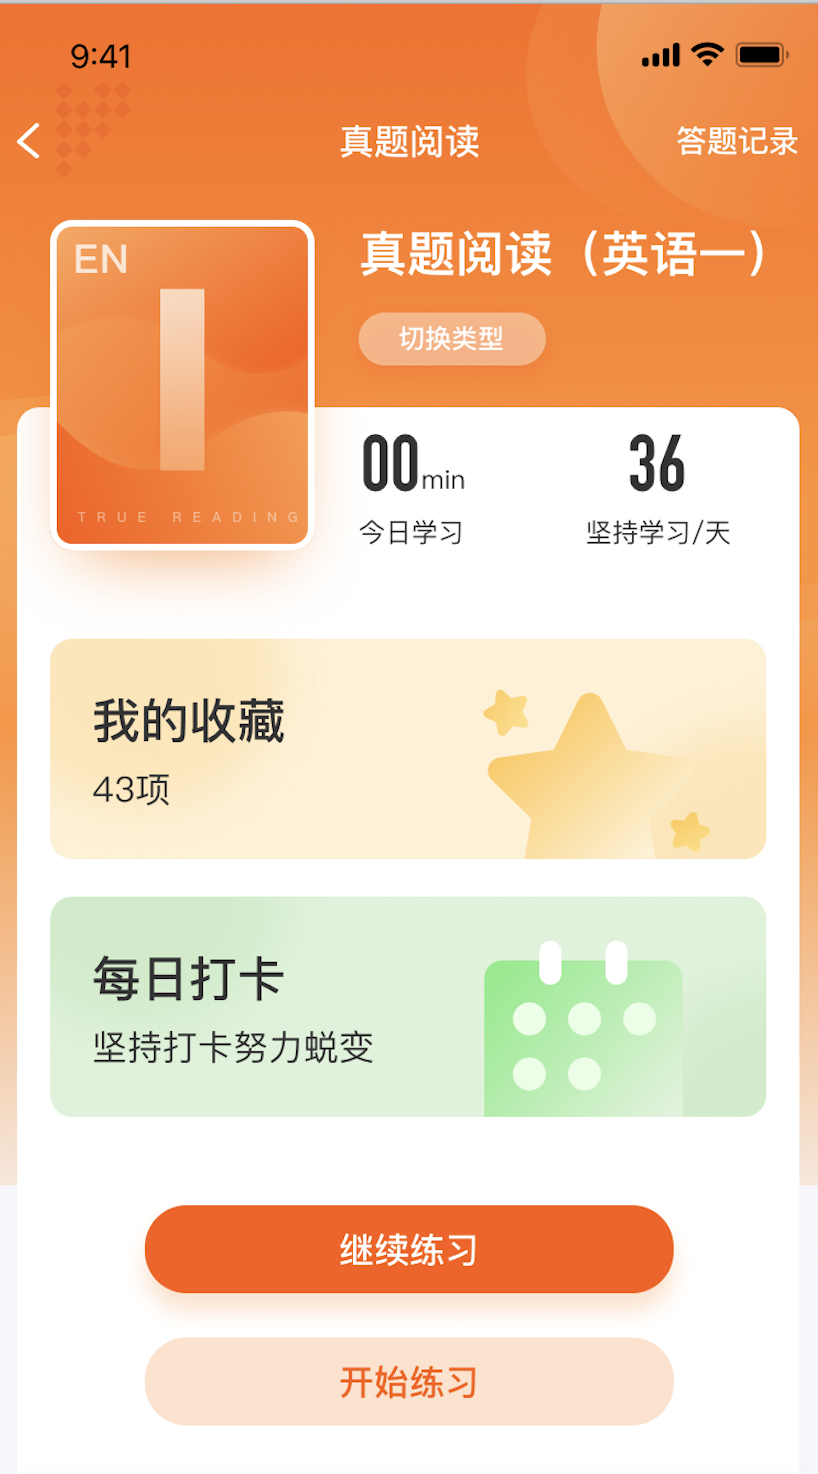 9:41
真题阅读
答题记录
EN
I
TRUE READING
真题阅读（英语一）
切换类型
00min
36
今日学习
坚持学习/天
我的收藏
43项
每日打卡
坚持打卡努力蜕变
继续练习
开始练习